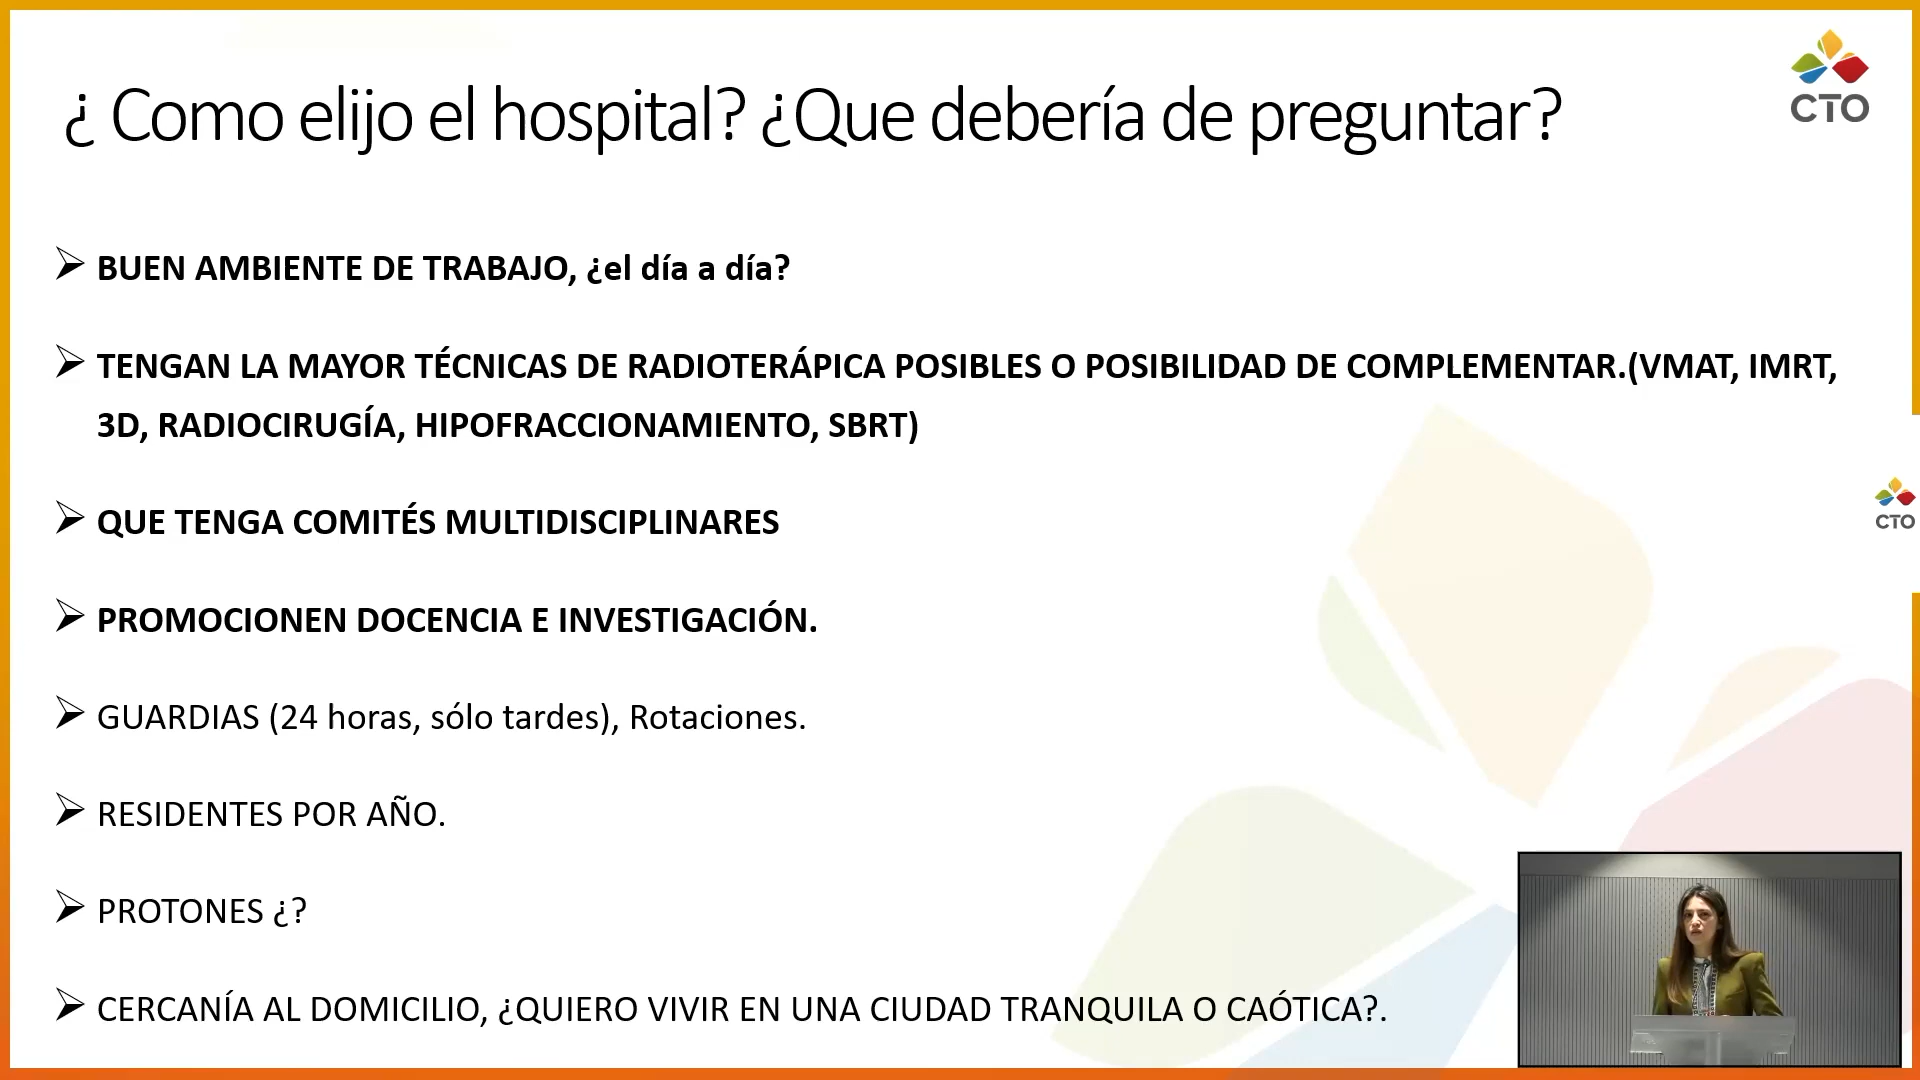 ¿ Como elijo el hospital? ¿Que debería de preguntar?
CTO
BUEN AMBIENTE DE TRABAJO, ¿el día a día?
TENGAN LA MAYOR TÉCNICAS DE RADIOTERÁPICA POSIBLES O POSIBILIDAD DE COMPLEMENTAR.(VMAT, IMRT,
3D, RADIOCIRUGÍA, HIPOFRACCIONAMIENTO, SBRT)
CTO
QUE TENGA COMITÉS MULTIDISCIPLINARES
PROMOCIONEN DOCENCIA E INVESTIGACIÓN.
GUARDIAS (24 horas, sólo tardes), Rotaciones.
RESIDENTES POR AÑO.
PROTONES ¿?
CERCANÍA AL DOMICILIO, ¿QUIERO VIVIR EN UNA CIUDAD TRANQUILA O CAÓTICA?.